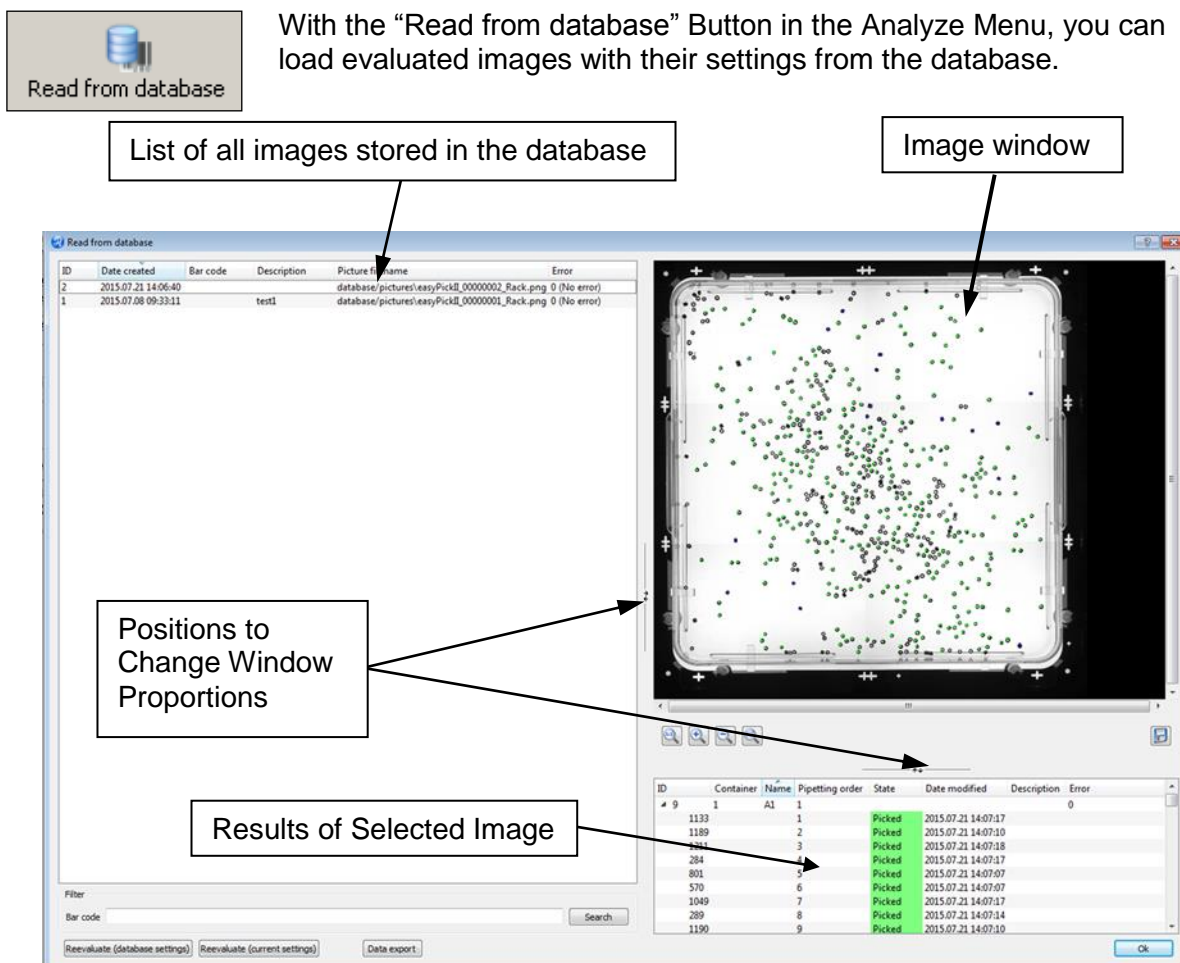 With the “Read from database” Button in the Analyze Menu, you can
load evaluated images with their settings from the database.
Read from database
List of all images stored in the database
Image window
Read from database
ID Date created Bar code Description Picture filename Error
2 2015.07.21 14:06:40 database/pictures\easyPickII_00000002_Rack.png 0 (No error)
1 2015.07.08 09:33:11 test1 database/pictures\easyPickII_00000001_Rack.png 0 (No error)
Positions to
Change Window
Proportions
Results of Selected Image
ID Container Name Pipetting order State Date modified Description Error
9 1 A1 1 0
1133 1 Picked 2015.07.21 14:07:17
1189 2 Picked 2015.07.21 14:07:10
1211 3 Picked 2015.07.21 14:07:18
284 4 Picked 2015.07.21 14:07:17
801 5 Picked 2015.07.21 14:07:07
570 6 Picked 2015.07.21 14:07:07
1049 7 Picked 2015.07.21 14:07:17
289 8 Picked 2015.07.21 14:07:14
1190 9 Picked 2015.07.21 14:07:10
Filter
Bar code Search
Reevaluate (database settings) Reevaluate (current settings) Data export Ok